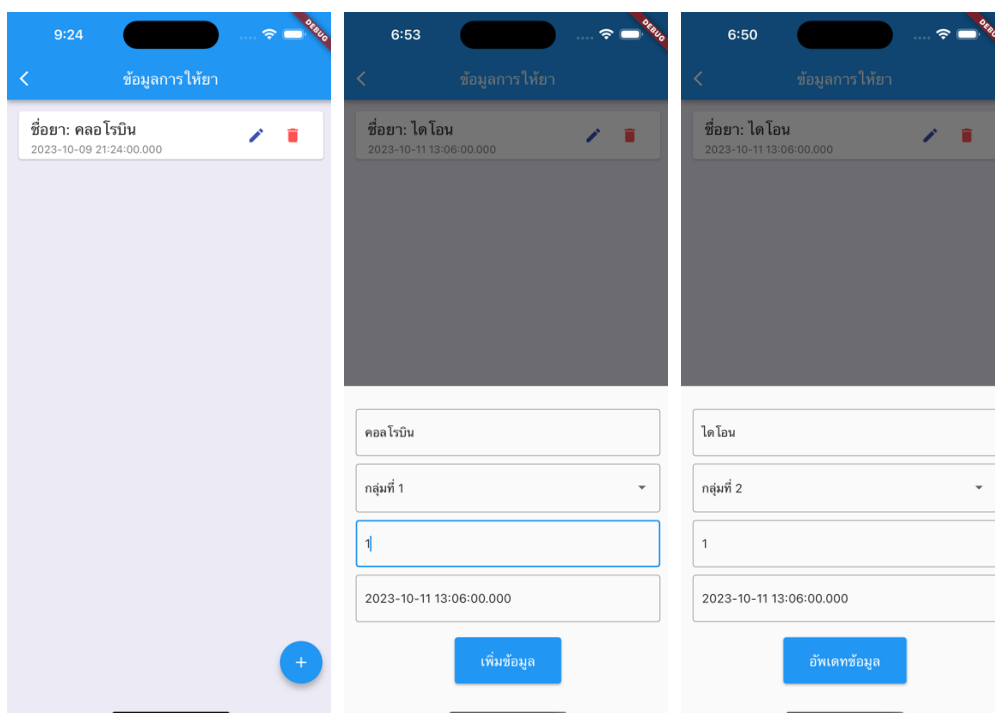 9:24
DEBUG
ข้อมูลการให้ยา
ชื่อยา: คลอโรบิน
2023-10-09 21:24:00.000
+
6:53
DEBUG
ข้อมูลการให้ยา
ชื่อยา: ไดโอน
2023-10-11 13:06:00.000
คอลโรบิน
กลุ่มที่ 1
1
2023-10-11 13:06:00.000
เพิ่มข้อมูล
6:50
DEBUG
ข้อมูลการให้ยา
ชื่อยา: ไดโอน
2023-10-11 13:06:00.000
ไดโอน
กลุ่มที่ 2
1
2023-10-11 13:06:00.000
อัพเดทข้อมูล